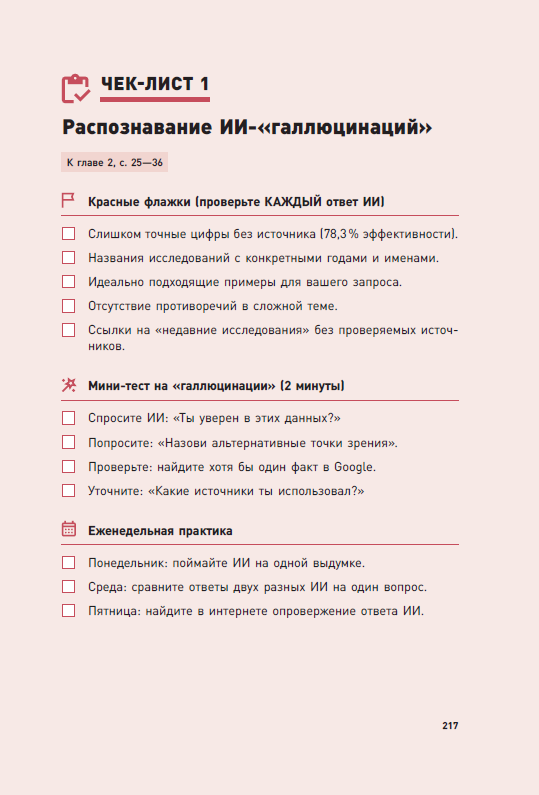 ЧЕК-ЛИСТ 1
Распознавание ИИ-«галлюцинаций»
К главе 2, с. 25—36
Красные флажки (проверьте КАЖДЫЙ ответ ИИ)
Слишком точные цифры без источника (78,3 % эффективности).
Названия исследований с конкретными годами и именами.
Идеально подходящие примеры для вашего запроса.
Отсутствие противоречий в сложной теме.
Ссылки на «недавние исследования» без проверяемых источ-
ников.
Мини-тест на «галлюцинации» (2 минуты)
Спросите ИИ: «Ты уверен в этих данных?»
Попросите: «Назови альтернативные точки зрения».
Проверьте: найдите хотя бы один факт в Google.
Уточните: «Какие источники ты использовал?»
Еженедельная практика
Понедельник: поймайте ИИ на одной выдумке.
Среда: сравните ответы двух разных ИИ на один вопрос.
Пятница: найдите в интернете опровержение ответа ИИ.
217